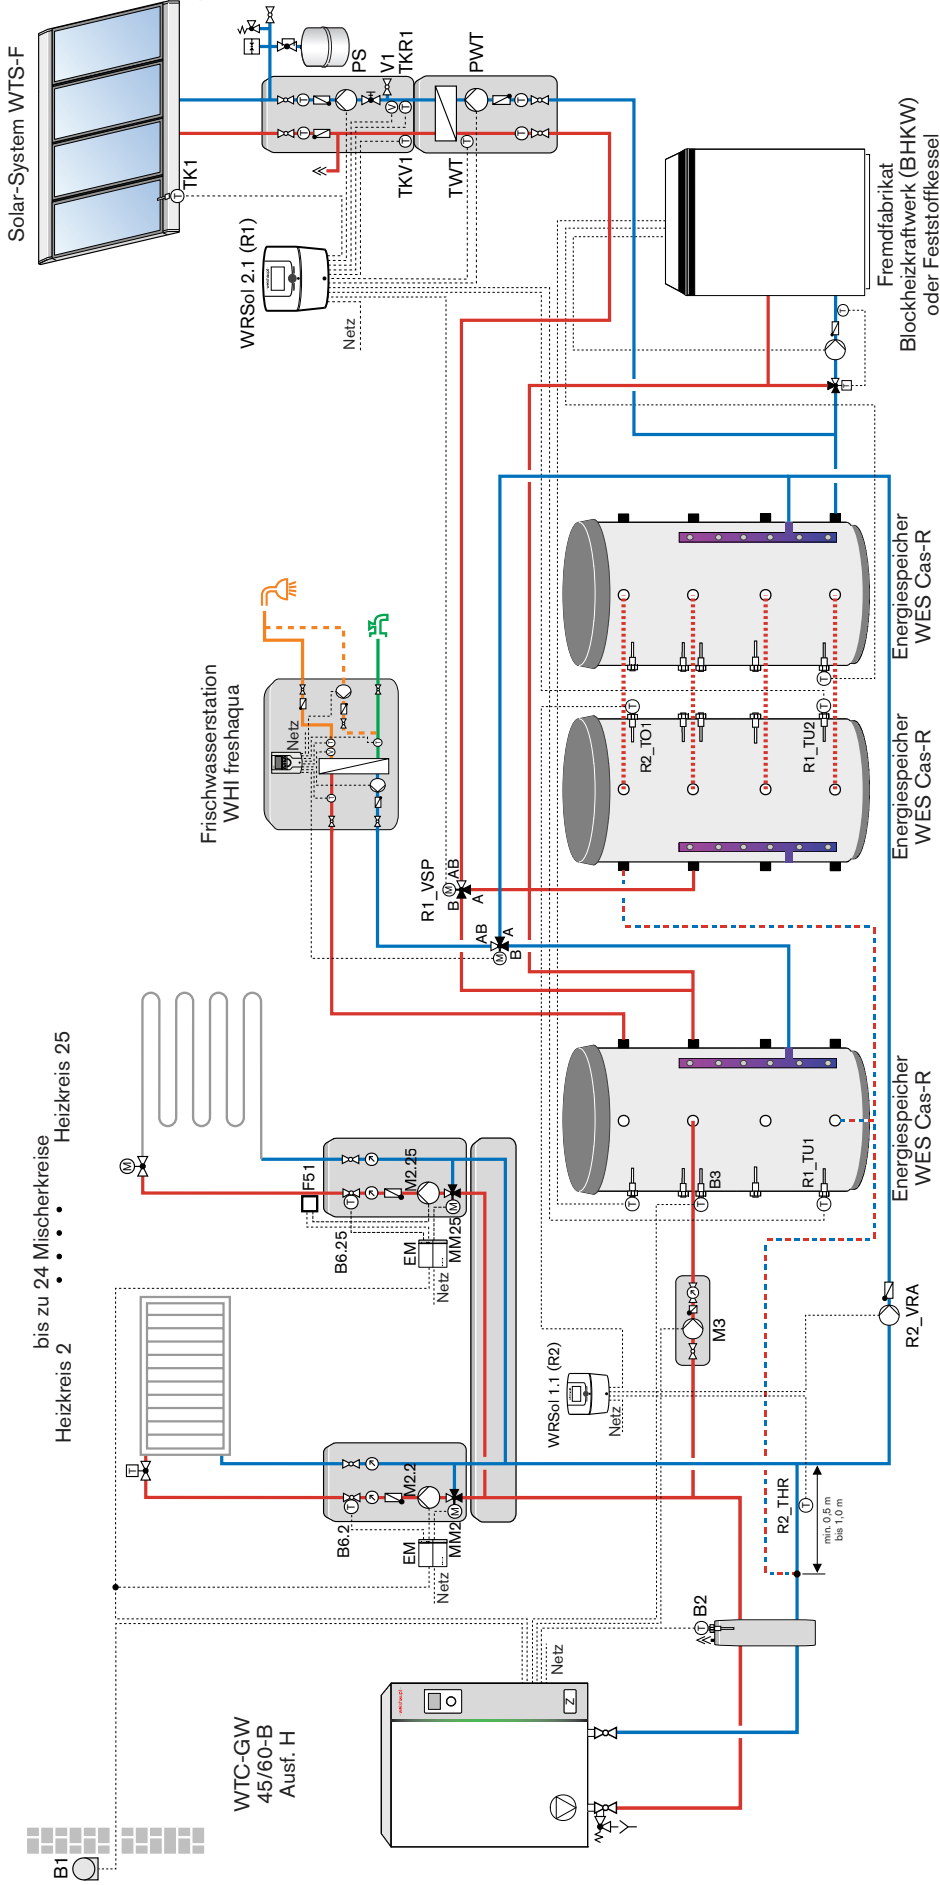 B1
WTC-GW
45/60-B
Ausf. H
Z
Netz
B2
bis zu 24 Mischerkreise
Heizkreis 2
Heizkreis 25
T
M
B6.2
T
M2.2
EM
MM2
M
Netz
B6.25
F51
T
M2.25
EM
MM25
M
Netz
R2_THR
T
min. 0,5 m
bis 1,0 m
WRSol 1.1 (R2)
Netz
M3
R2_VRA
T
T
B3
T
R1_TU1
Energiespeicher
WES Cas-R
Frischwasserstation
WHI freshaqua
Netz
T
V
T
T
R1_VSP
M
B
AB
A
AB
A
B
M
R2_TO1
T
R1_TU2
T
Energiespeicher
WES Cas-R
T
Energiespeicher
WES Cas-R
Solar-System WTS-F
TK1
T
WRSol 2.1 (R1)
Netz
PS
V1
TKR1
TKV1
PWT
TWT
T
T
V
T
T
T
T
T
T
T
Fremdfabrikat
Blockheizkraftwerk (BHKW)
oder Feststoffkessel